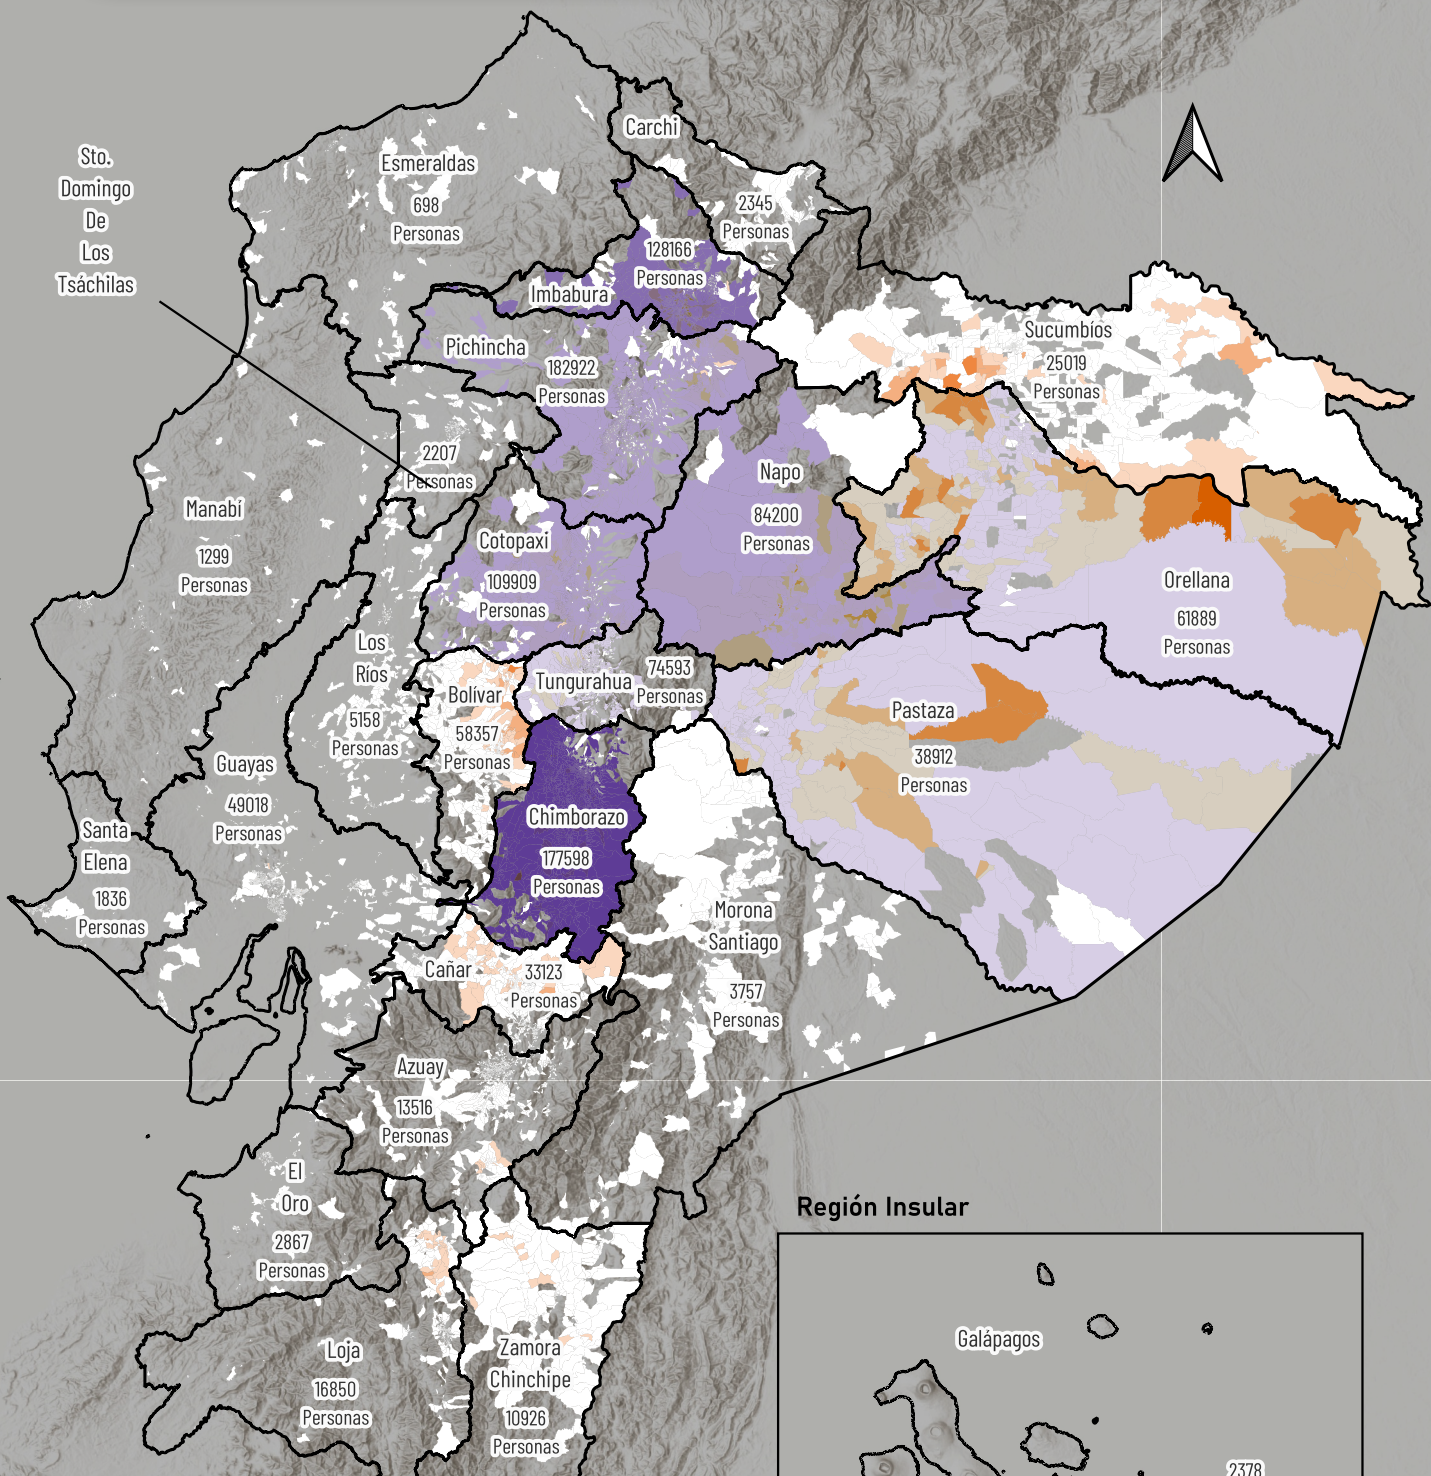 Sto.
Domingo
De
Los
Tsáchilas
Carchi
2345
Personas
Esmeraldas
698
Personas
128166
Personas
Imbabura
Pichincha
182922
Personas
Sucumbíos
25019
Personas
2207
Personas
Manabí
1299
Personas
Cotopaxi
109909
Personas
Napo
84200
Personas
Orellana
61889
Personas
Los
Ríos
5158
Personas
Bolívar
58357
Personas
Tungurahua
74593
Personas
Pastaza
38912
Personas
Guayas
49018
Personas
Santa
Elena
1836
Personas
Chimborazo
177598
Personas
Morona
Santiago
3757
Personas
Cañar
33123
Personas
Azuay
13516
Personas
El
Oro
2867
Personas
Loja
16850
Personas
Zamora
Chinchipe
10926
Personas
Región Insular
Galápagos
2378